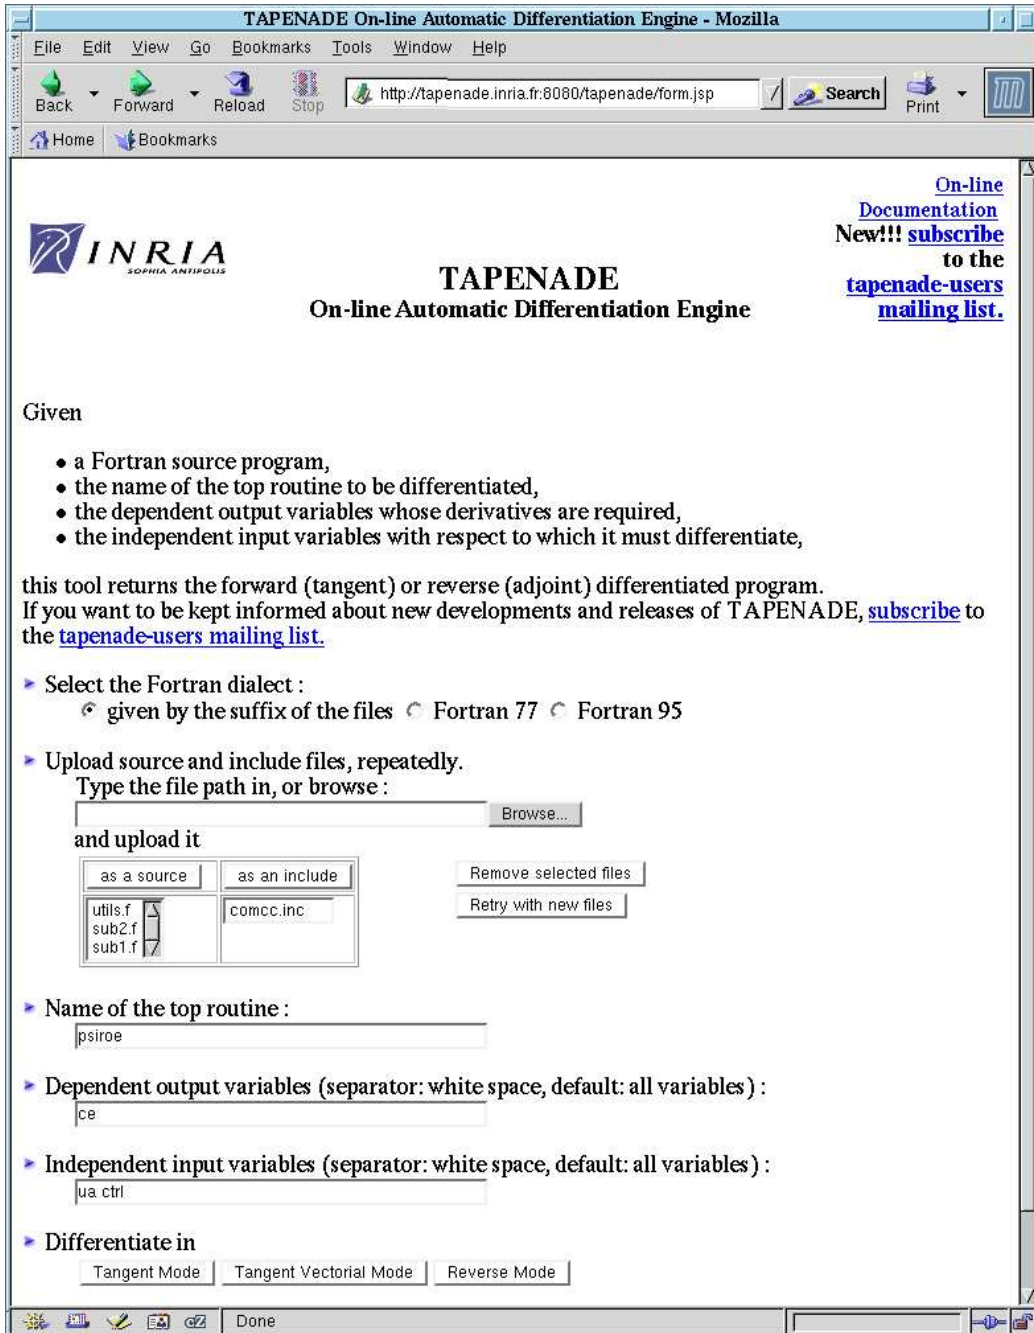 TAPENADE On-line Automatic Differentiation Engine - Mozilla
File Edit View Go Bookmarks Tools Window Help
Back Forward Reload Stop http://tapenade.inria.fr:8080/tapenade/form.jsp Search Print
Home Bookmarks
On-line
Documentation
New!!! subscribe
to the
tapenade-users
mailing list.
INRIA
SOPHIA ANTIPOLIS
TAPENADE
On-line Automatic Differentiation Engine
Given
• a Fortran source program,
• the name of the top routine to be differentiated,
• the dependent output variables whose derivatives are required,
• the independent input variables with respect to which it must differentiate,
this tool returns the forward (tangent) or reverse (adjoint) differentiated program.
If you want to be kept informed about new developments and releases of TAPENADE, subscribe to
the tapenade-users mailing list.
Select the Fortran dialect :
given by the suffix of the files Fortran 77 Fortran 95
Upload source and include files, repeatedly.
Type the file path in, or browse :
Browse...
and upload it
as a source as an include Remove selected files
utils.f comcc.inc Retry with new files
sub2.f
sub1.f
Name of the top routine :
psiroe
Dependent output variables (separator: white space, default: all variables) :
ce
Independent input variables (separator: white space, default: all variables) :
ua ctrl
Differentiate in
Tangent Mode Tangent Vectorial Mode Reverse Mode
Done